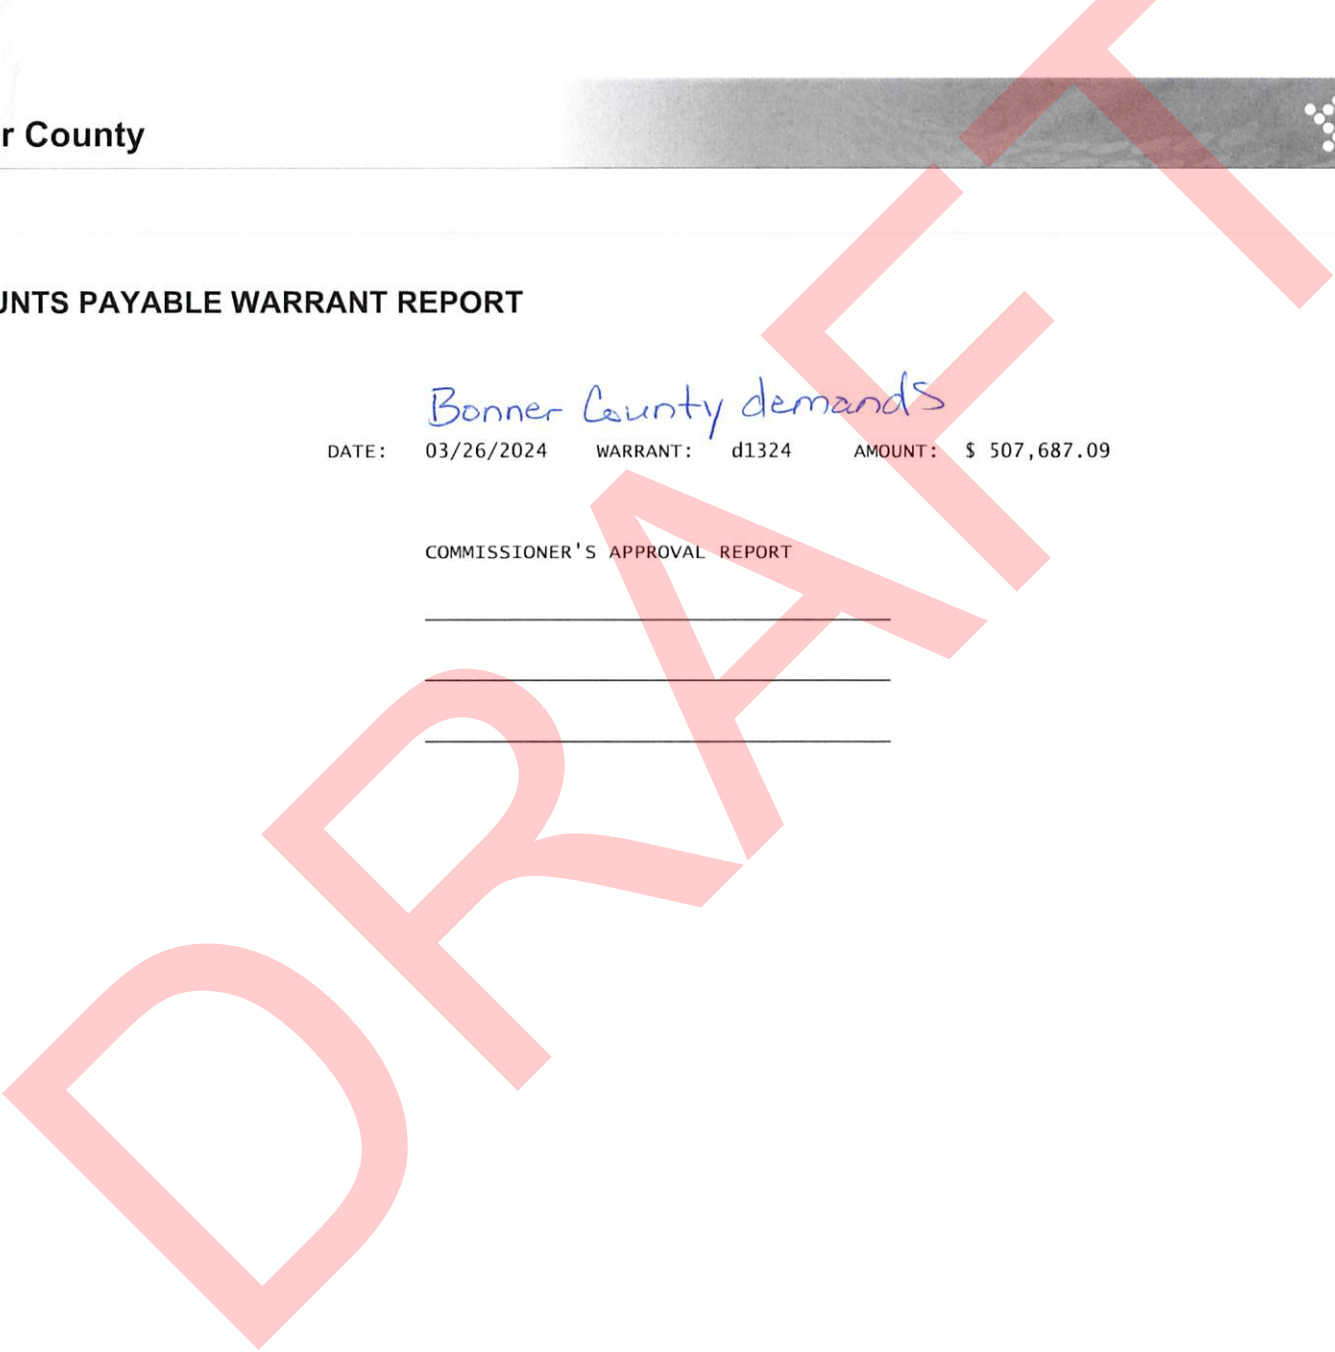 r County
UNTS PAYABLE WARRANT REPORT
Bonner County demands
DATE: 03/26/2024 WARRANT: d1324 AMOUNT: $ 507,687.09
COMMISSIONER'S APPROVAL REPORT
DRAFT